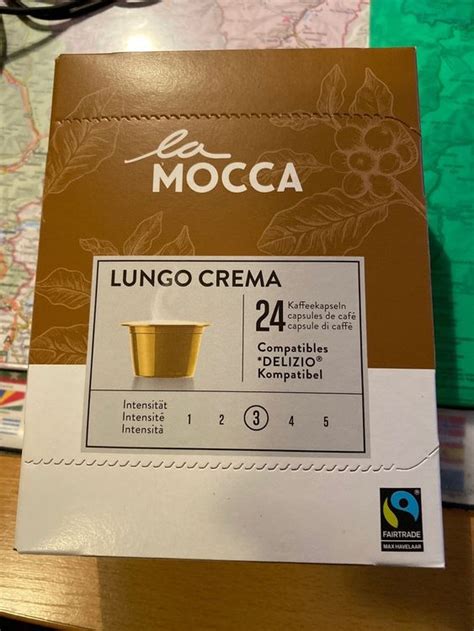 la
MOCCA
LUNGO CREMA
24 Kaffeekapseln
capsules de café
capsule di caffè
Compatibles
*DELIZIO®
Kompatibel
Intensität
Intensité
Intensità
1 2 3 4 5
FAIRTRADE
MAX HAVELAAR